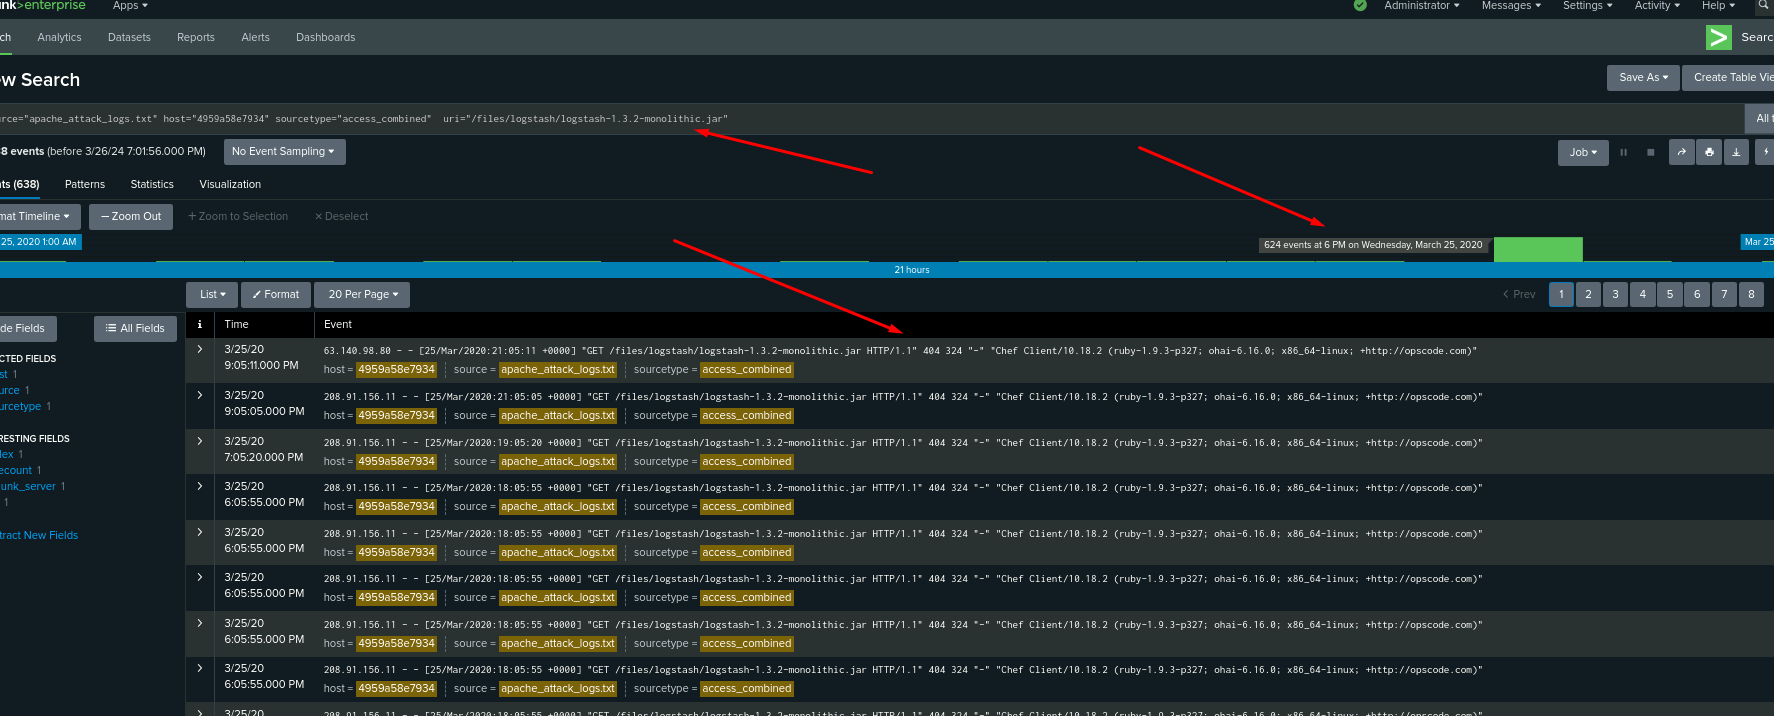 nk>enterprise Apps Administrator Messages Settings Activity Help
ch Analytics Datasets Reports Alerts Dashboards Searc
ew Search Save As Create Table Vie
urce="apache_attack_logs.txt" host="4959a58e7934" sourcetype="access_combined" uri="/files/logstash/logstash-1.3.2-monolithic.jar" All t
8 events (before 3/26/24 7:01:56.000 PM) No Event Sampling Job
nts (638) Patterns Statistics Visualization
mat Timeline — Zoom Out + Zoom to Selection × Deselect
25, 2020 1:00 AM 624 events at 6 PM on Wednesday, March 25, 2020 Mar 25
21 hours
List Format 20 Per Page < Prev 1 2 3 4 5 6 7 8
de Fields All Fields i Time Event
CTED FIELDS
st 1
urce 1
urcetype 1
RESTING FIELDS
dex 1
ecount 1
unk_server 1
1
tract New Fields
> 3/25/20 63.140.98.80 - - [25/Mar/2020:21:05:11 +0000] "GET /files/logstash/logstash-1.3.2-monolithic.jar HTTP/1.1" 404 324 "-" "Chef Client/10.18.2 (ruby-1.9.3-p327; ohai-6.16.0; x86_64-linux; +http://opscode.com)"
9:05:11.000 PM host = 4959a58e7934 source = apache_attack_logs.txt sourcetype = access_combined
> 3/25/20 208.91.156.11 - - [25/Mar/2020:21:05:05 +0000] "GET /files/logstash/logstash-1.3.2-monolithic.jar HTTP/1.1" 404 324 "-" "Chef Client/10.18.2 (ruby-1.9.3-p327; ohai-6.16.0; x86_64-linux; +http://opscode.com)"
9:05:05.000 PM host = 4959a58e7934 source = apache_attack_logs.txt sourcetype = access_combined
> 3/25/20 208.91.156.11 - - [25/Mar/2020:19:05:20 +0000] "GET /files/logstash/logstash-1.3.2-monolithic.jar HTTP/1.1" 404 324 "-" "Chef Client/10.18.2 (ruby-1.9.3-p327; ohai-6.16.0; x86_64-linux; +http://opscode.com)"
7:05:20.000 PM host = 4959a58e7934 source = apache_attack_logs.txt sourcetype = access_combined
> 3/25/20 208.91.156.11 - - [25/Mar/2020:18:05:55 +0000] "GET /files/logstash/logstash-1.3.2-monolithic.jar HTTP/1.1" 404 324 "-" "Chef Client/10.18.2 (ruby-1.9.3-p327; ohai-6.16.0; x86_64-linux; +http://opscode.com)"
6:05:55.000 PM host = 4959a58e7934 source = apache_attack_logs.txt sourcetype = access_combined
> 3/25/20 208.91.156.11 - - [25/Mar/2020:18:05:55 +0000] "GET /files/logstash/logstash-1.3.2-monolithic.jar HTTP/1.1" 404 324 "-" "Chef Client/10.18.2 (ruby-1.9.3-p327; ohai-6.16.0; x86_64-linux; +http://opscode.com)"
6:05:55.000 PM host = 4959a58e7934 source = apache_attack_logs.txt sourcetype = access_combined
> 3/25/20 208.91.156.11 - - [25/Mar/2020:18:05:55 +0000] "GET /files/logstash/logstash-1.3.2-monolithic.jar HTTP/1.1" 404 324 "-" "Chef Client/10.18.2 (ruby-1.9.3-p327; ohai-6.16.0; x86_64-linux; +http://opscode.com)"
6:05:55.000 PM host = 4959a58e7934 source = apache_attack_logs.txt sourcetype = access_combined
> 3/25/20 208.91.156.11 - - [25/Mar/2020:18:05:55 +0000] "GET /files/logstash/logstash-1.3.2-monolithic.jar HTTP/1.1" 404 324 "-" "Chef Client/10.18.2 (ruby-1.9.3-p327; ohai-6.16.0; x86_64-linux; +http://opscode.com)"
6:05:55.000 PM host = 4959a58e7934 source = apache_attack_logs.txt sourcetype = access_combined
> 3/25/20 208.91.156.11 - - [25/Mar/2020:18:05:55 +0000] "GET /files/logstash/logstash-1.3.2-monolithic.jar HTTP/1.1" 404 324 "-" "Chef Client/10.18.2 (ruby-1.9.3-p327; ohai-6.16.0; x86_64-linux; +http://opscode.com)"
6:05:55.000 PM host = 4959a58e7934 source = apache_attack_logs.txt sourcetype = access_combined
> 3/25/20